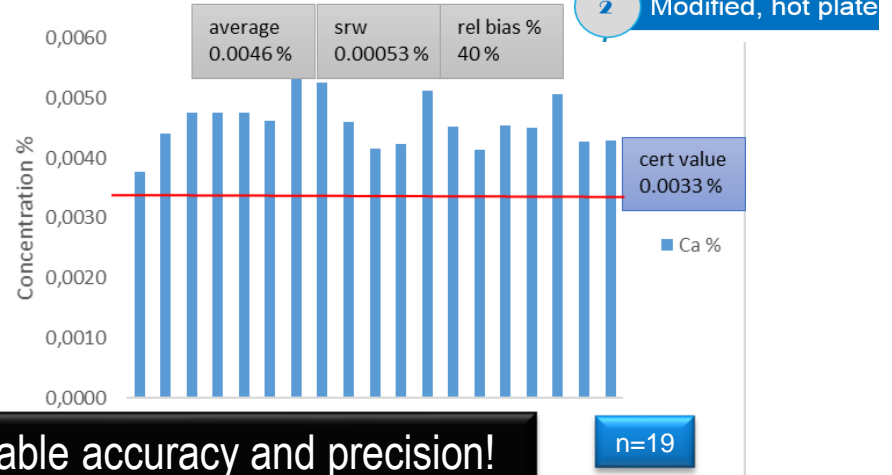 2 Modified, hot plate
average
0.0046 %
srw
0.00053 %
rel bias %
40 %
0,0060
0,0050
0,0040
0,0030
0,0020
0,0010
0,0000
Concentration %
cert value
0.0033 %
Ca %
able accuracy and precision!
n=19